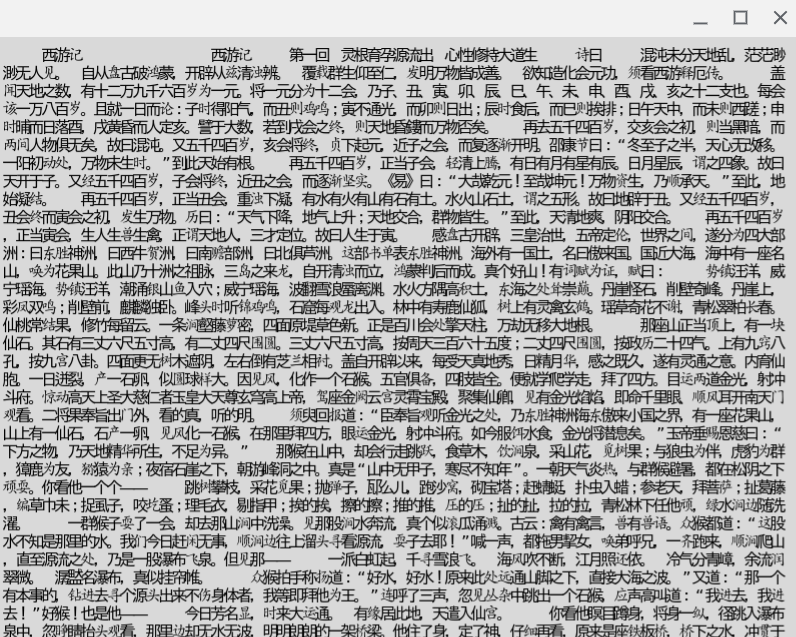 西游记 西游记 第一回 灵根育孕源流出 心性修持大道生 诗曰 混沌未分天地乱，茫茫渺
渺无人见。 自从盘古破鸿蒙，开辟从兹清浊辨。 覆载群生仰至仁，发明万物皆成善。 欲知造化会元功，须看西游释厄传。 盖
闻天地之数，有十二万九千六百岁为一元。将一元分为十二会，乃子、丑、寅、卯、辰、巳、午、未、申、酉、戌、亥之十二支也。每会
该一万八百岁。且就一日而论：子时得阳气，而丑则鸡鸣；寅不通光，而卯则日出；辰时食后，而巳则挨排；日午天中，而未则西蹉；申
时晡而日落酉，戌黄昏而人定亥。譬于大数，若到戌会之终，则天地昏曚而万物否矣。 再去五千四百岁，交亥会之初，则当黑暗，而
两间人物俱无矣，故曰混沌。又五千四百岁，亥会将终，贞下起元，近子之会，而复逐渐开明。邵康节曰：“冬至子之半，天心无改移。
一阳初动处，万物未生时。”到此天始有根。 再五千四百岁，正当子会，轻清上腾，有日有月有星有辰。日月星辰，谓之四象。故曰
天开于子。又经五千四百岁，子会将终，近丑之会，而逐渐坚实。《易》曰：“大哉乾元！至哉坤元！万物资生，乃顺承天。”至此，地
始凝结。 再五千四百岁，正当丑会，重浊下凝，有水有火有山有石有土。水火山石土，谓之五形。故曰地辟于丑。又经五千四百岁，
丑会终而寅会之初，发生万物。历曰：“天气下降，地气上升；天地交合，群物皆生。”至此，天清地爽，阴阳交合。 再五千四百岁
，正当寅会，生人生兽生禽，正谓天地人，三才定位。故曰人生于寅。 感盘古开辟，三皇治世，五帝定伦，世界之间，遂分为四大部
洲：曰东胜神洲，曰西牛贺洲，曰南赡部洲，曰北俱芦洲。这部书单表东胜神洲。海外有一国土，名曰傲来国。国近大海，海中有一座名
山，唤为花果山。此山乃十洲之祖脉，三岛之来龙，自开清浊而立，鸿蒙判后而成。真个好山！有词赋为证，赋曰： 势镇汪洋，威
宁瑶海。势镇汪洋，潮涌银山鱼入穴；威宁瑶海，波翻雪浪蜃离渊。水火方隅高积土，东海之处耸崇巅。丹崖怪石，削壁奇峰。丹崖上，
彩凤双鸣；削壁前，麒麟独卧。峰头时听锦鸡鸣，石窟每观龙出入。林中有寿鹿仙狐，树上有灵禽玄鹤。瑶草奇花不谢，青松翠柏长春。
仙桃常结果，修竹每留云。一条涧壑藤萝密，四面原堤草色新。正是百川会处擎天柱，万劫无移大地根。 那座山正当顶上，有一块
仙石。其石有三丈六尺五寸高，有二丈四尺围圆。三丈六尺五寸高，按周天三百六十五度；二丈四尺围圆，按政历二十四气。上有九窍八
孔，按九宫八卦。四面更无树木遮阴，左右倒有芝兰相衬。盖自开辟以来，每受天真地秀，日精月华，感之既久，遂有灵通之意。内育仙
胞，一日迸裂，产一石卵，似圆球样大。因见风，化作一个石猴，五官俱备，四肢皆全。便就学爬学走，拜了四方。目运两道金光，射冲
斗府。惊动高天上圣大慈仁者玉皇大天尊玄穹高上帝，驾座金阙云宫灵霄宝殿，聚集仙卿，见有金光焰焰，即命千里眼、顺风耳开南天门
观看。二将果奉旨出门外，看的真，听的明。 须臾回报道：“臣奉旨观听金光之处，乃东胜神洲海东傲来小国之界，有一座花果山，
山上有一仙石，石产一卵，见风化一石猴，在那里拜四方，眼运金光，射冲斗府。如今服饵水食，金光将潜息矣。”玉帝垂赐恩慈曰：“
下方之物，乃天地精华所生，不足为异。” 那猴在山中，却会行走跳跃，食草木，饮涧泉，采山花，觅树果；与狼虫为伴，虎豹为群
，獐鹿为友，猕猿为亲；夜宿石崖之下，朝游峰洞之中。真是“山中无甲子，寒尽不知年”。一朝天气炎热，与群猴避暑，都在松阴之下
顽耍。你看他一个个—— 跳树攀枝，采花觅果；抛弹子，邷么儿，跑沙窝，砌宝塔；赶蜻蜓，扑虫入蜡；参老天，拜菩萨；扯葛藤
，编草巾未；捉虱子，咬圪蚤；理毛衣，剔指甲；挨的挨，擦的擦；推的推，压的压；扯的扯，拉的拉，青松林下任他顽，绿水涧边随洗
濯。 一群猴子耍了一会，却去那山涧中洗澡。见那股涧水奔流，真个似滚瓜涌溅。古云：禽有禽言，兽有兽语。众猴都道：“这股
水不知是那里的水。我们今日赶闲无事，顺涧边往上溜头寻看源流，耍子去耶！”喊一声，都拖男挈女，唤弟呼兄，一齐跑来，顺涧爬山
，直至源流之处，乃是一股瀑布飞泉。但见那—— 一派白虹起，千寻雪浪飞。 海风吹不断，江月照还依。 冷气分青嶂，余流润
翠微。 潺湲名瀑布，真似挂帘帷。 众猴拍手称扬道：“好水，好水！原来此处远通山脚之下，直接大海之波。”又道：“那一个
有本事的，钻进去寻个源头出来不伤身体者，我等即拜他为王。”连呼了三声，忽见丛杂中跳出一个石猴，应声高叫道：“我进去，我进
去！”好猴！也是他—— 今日芳名显，时来大运通。 有缘居此地，天遣入仙宫。 你看他瞑目蹲身，将身一纵，径跳入瀑布
泉中，忽睁睛抬头观看，那里边却无水无波，明明朗朗的一架桥梁。他住了身，定了神，仔细再看，原来是座铁板桥。桥下之水，冲贯于